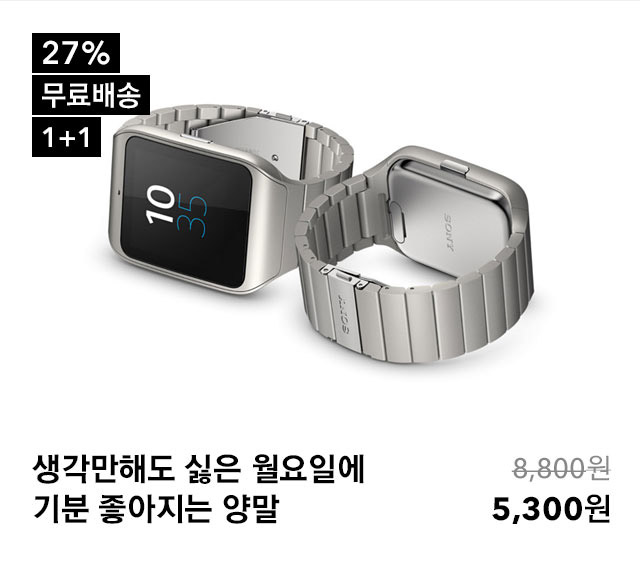 27%
무료배송
1+1
10
35
SONY
SONY
생각만해도 싫은 월요일에
기분 좋아지는 양말
8,800원
5,300원